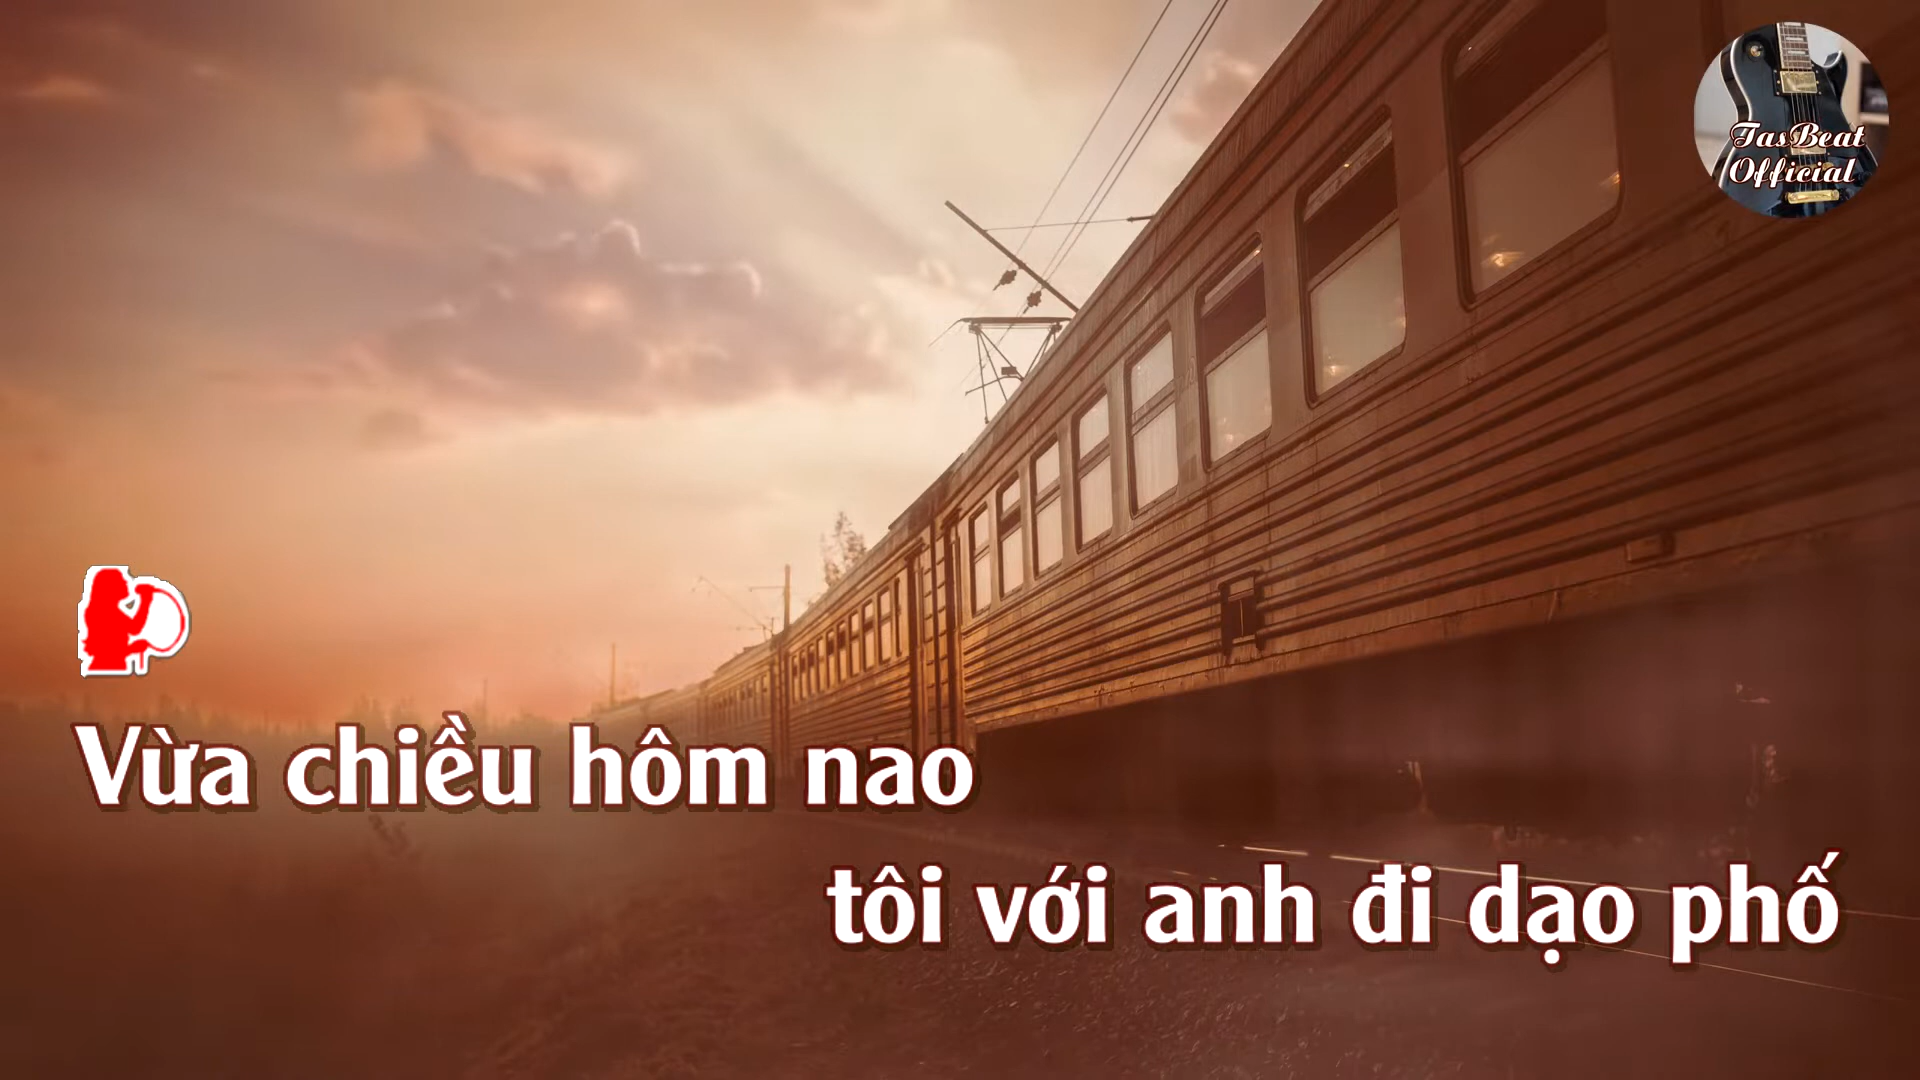 TasBeat
Official
Vừa chiều hôm nao
tôi với anh đi dạo phố